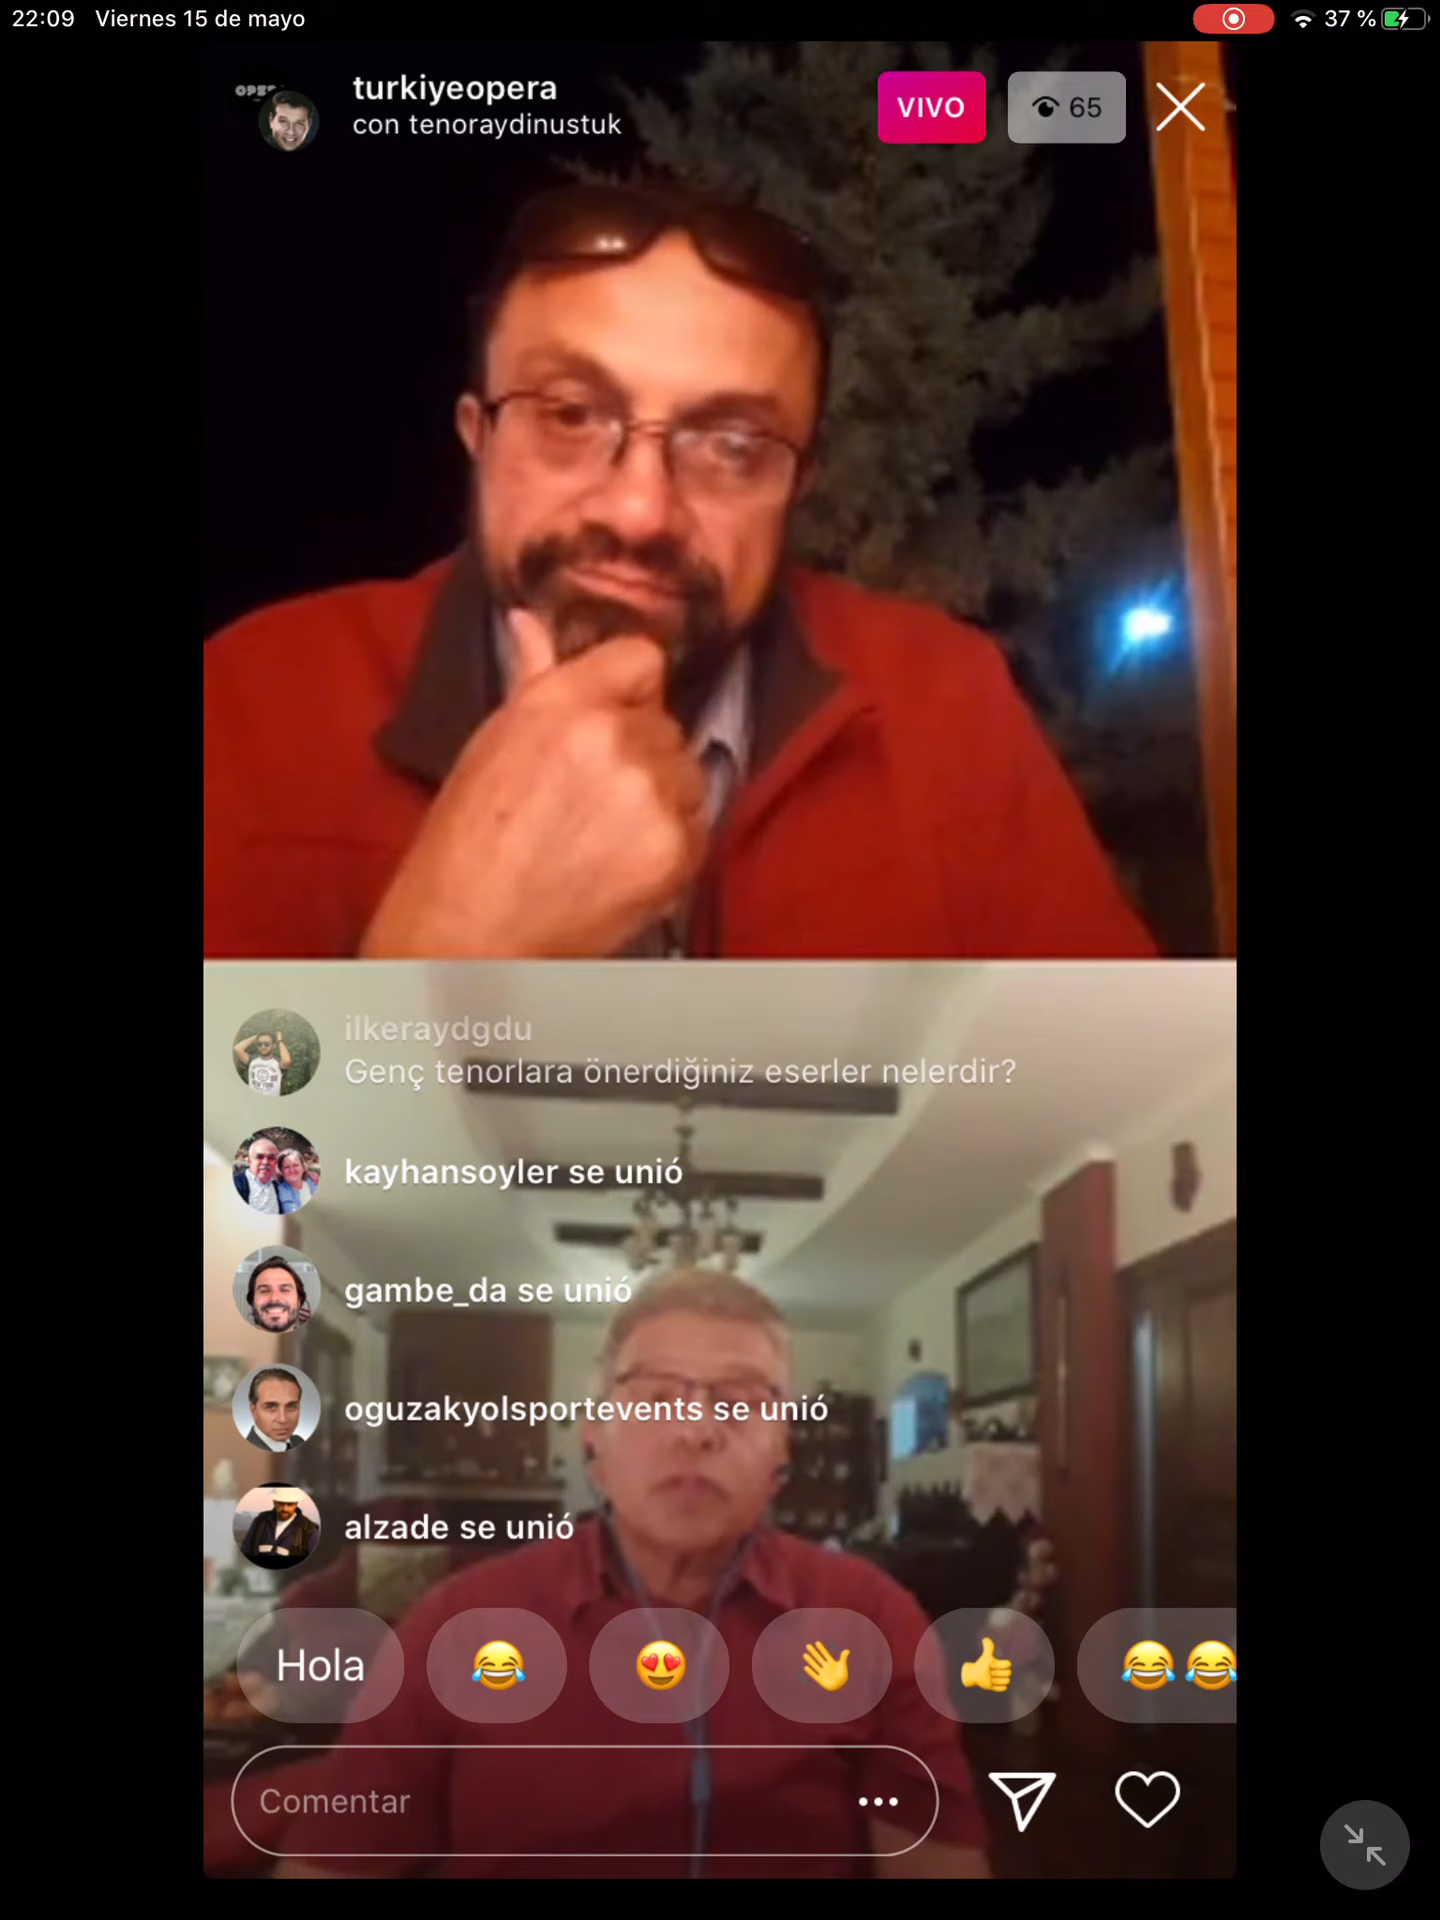 22:09 Viernes 15 de mayo
37 %
turkiyeopera
con tenoraydinustuk
VIVO
65
ilkeraydgdu
Genç tenorlara önerdiğiniz eserler nelerdir?
kayhansoyler se unió
gambe_da se unió
oguzakyolsportevents se unió
alzade se unió
Hola
Comentar